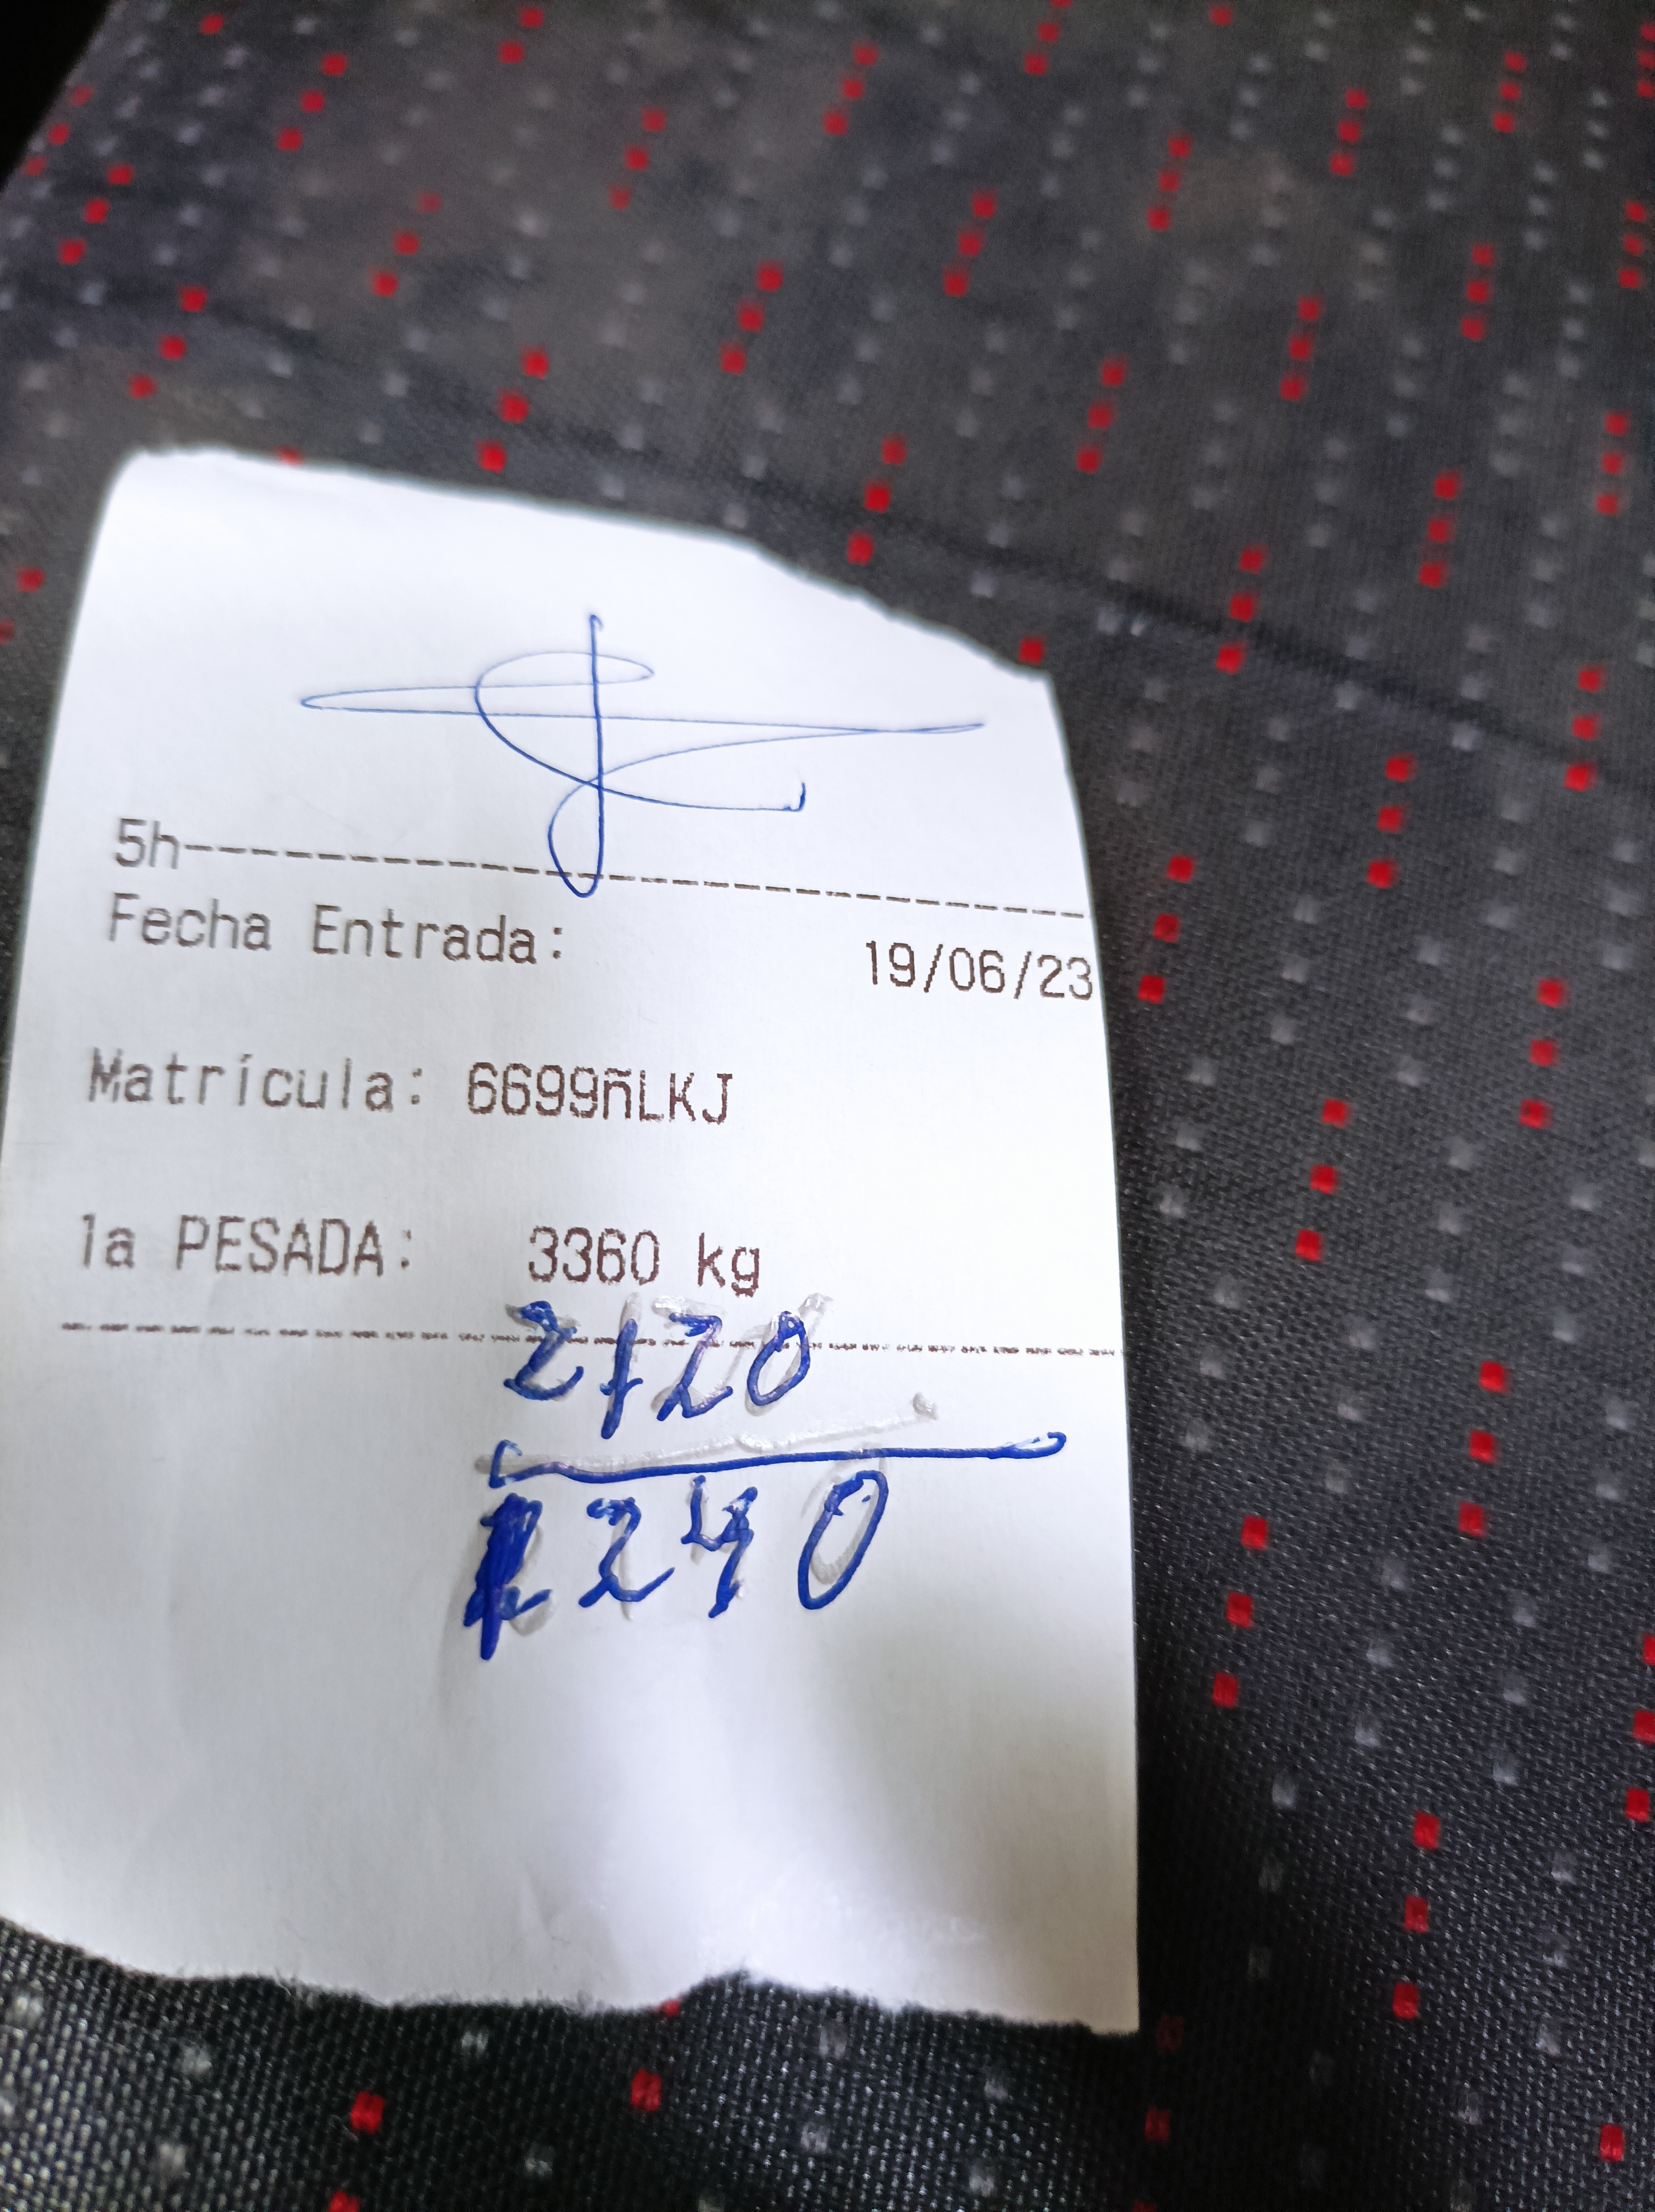 5h----------------------------
Fecha Entrada: 19/06/23
Matrícula: 6699ñLKJ
1a PESADA: 3360 kg
2120
1240